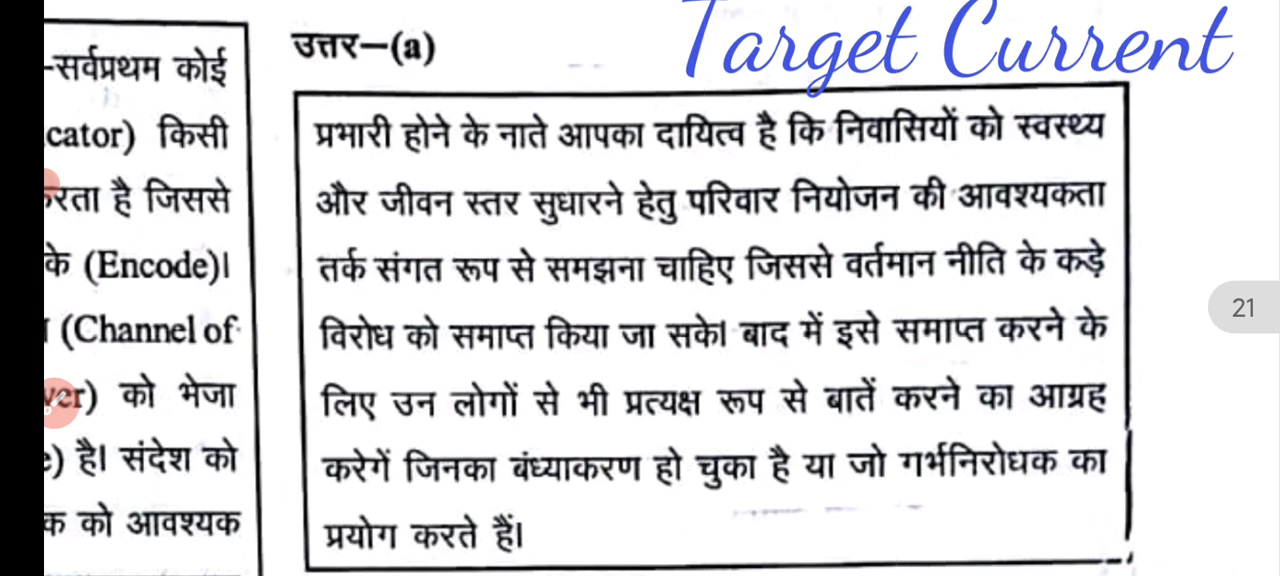 Target Current
-सर्वप्रथम कोई
cator) किसी
रता है जिससे
के (Encode)।
(Channel of
ver) को भेजा
e) है। संदेश को
क को आवश्यक
उत्तर–(a)
प्रभारी होने के नाते आपका दायित्व है कि निवासियों को स्वस्थ्य
और जीवन स्तर सुधारने हेतु परिवार नियोजन की आवश्यकता
तर्क संगत रूप से समझना चाहिए जिससे वर्तमान नीति के कड़े
विरोध को समाप्त किया जा सके। बाद में इसे समाप्त करने के
लिए उन लोगों से भी प्रत्यक्ष रूप से बातें करने का आग्रह
करेगें जिनका बंध्याकरण हो चुका है या जो गर्भनिरोधक का
प्रयोग करते हैं।
21